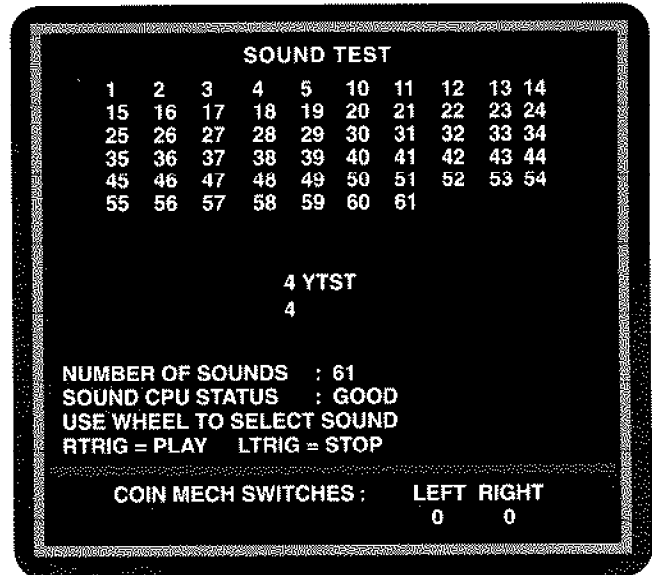 SOUND TEST
1 2 3 4 5 10 11 12 13 14
15 16 17 18 19 20 21 22 23 24
25 26 27 28 29 30 31 32 33 34
35 36 37 38 39 40 41 42 43 44
45 46 47 48 49 50 51 52 53 54
55 56 57 58 59 60 61
4 YTST
4
NUMBER OF SOUNDS : 61
SOUND CPU STATUS : GOOD
USE WHEEL TO SELECT SOUND
RTRIG = PLAY LTRIG = STOP
COIN MECH SWITCHES : LEFT RIGHT
0 0